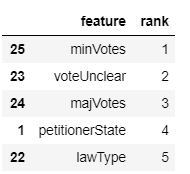 feature rank
25 minVotes 1
23 voteUnclear 2
24 majVotes 3
1 petitionerState 4
22 lawType 5